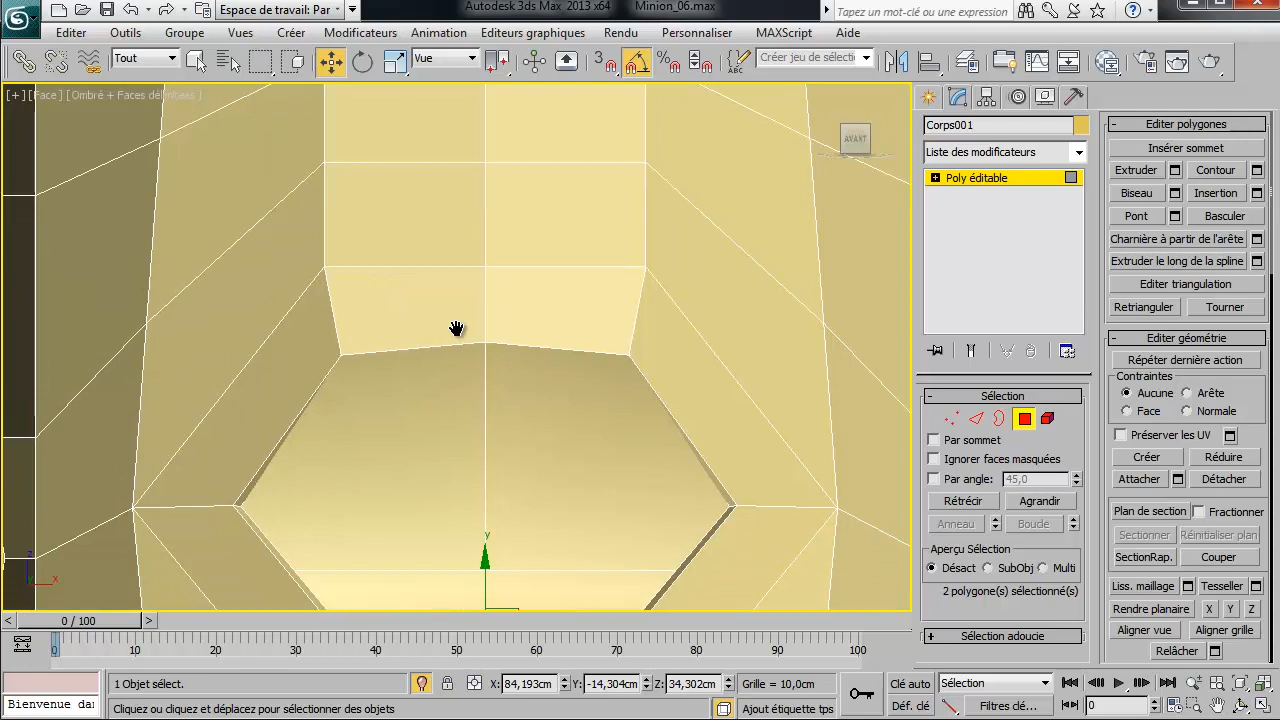 Autodesk 3ds Max 2013 x64 Minion_06.max
Espace de travail: Par
Tapez un mot-clé ou une expression
Editer Outils Groupe Vues Créer Modificateurs Animation Editeurs graphiques Rendu Personnaliser MAXScript Aide
Tout
Vue
3
ABC
Créer jeu de sélecti
[+] [Face] [Ombré + Faces délimitées ]
AVANT
y
z
x
Corps001
Liste des modificateurs
Poly éditable
Sélection
Par sommet
Ignorer faces masquées
Par angle: 45,0
Rétrécir Agrandir
Anneau Boucle
Aperçu Sélection
Désact SubObj Multi
2 polygone(s) sélectionné(s)
Sélection adoucie
Editer polygones
Insérer sommet
Extruder Contour
Biseau Insertion
Pont Basculer
Charnière à partir de l'arête
Extruder le long de la spline
Editer triangulation
Retrianguler Tourner
Editer géométrie
Répéter dernière action
Contraintes
Aucune Arête
Face Normale
Préserver les UV
Créer Réduire
Attacher Détacher
Plan de section Fractionner
Sectionner Réinitialiser plan
SectionRap. Couper
Liss. maillage Tesseller
Rendre planaire X Y Z
Aligner vue Aligner grille
Relâcher
< 0 / 100 >
0 10 20 30 40 50 60 70 80 90 100
1 Objet sélect.
X: 84,193cm Y: -14,304cm Z: 34,302cm
Grille = 10,0cm
Clé auto
Sélection
Bienvenue dan
Cliquez ou cliquez et déplacez pour sélectionner des objets
Ajout étiquette tps
Déf. clé
Filtres clé...
0